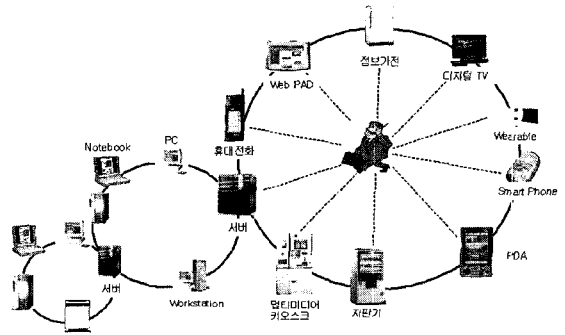 정보가전
디지털 TV
Web PAD
Wearable
휴대전화
PC
Notebook
Smart Phone
서버
PDA
서버
Workstation
멀티미디어
키오스크
자판기